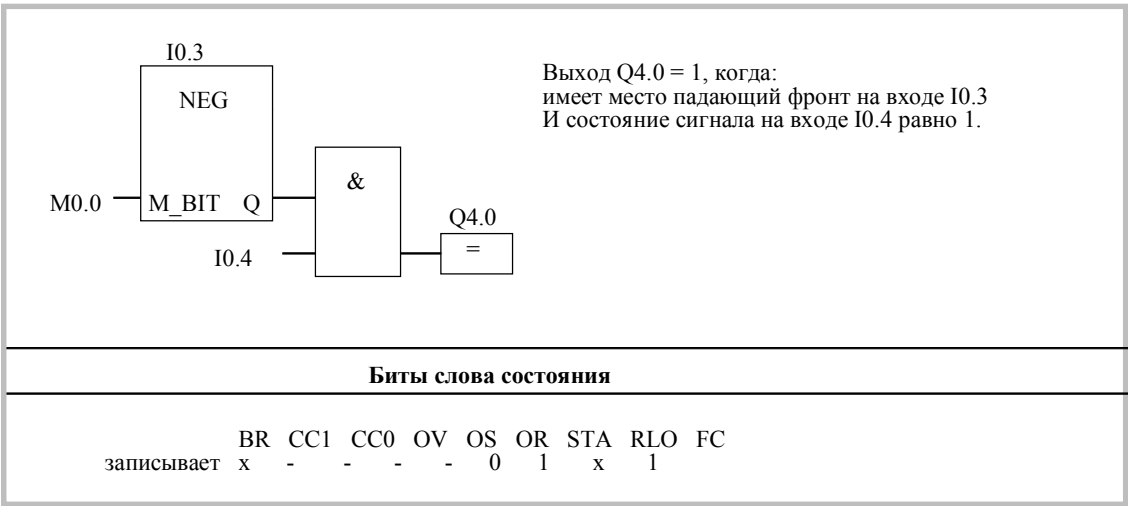 I0.3
NEG
M0.0 M_BIT Q
&
I0.4
Q4.0
=
Выход Q4.0 = 1, когда:
имеет место падающий фронт на входе I0.3
И состояние сигнала на входе I0.4 равно 1.
Биты слова состояния
BR CC1 CC0 OV OS OR STA RLO FC
записывает x - - - - 0 1 x 1